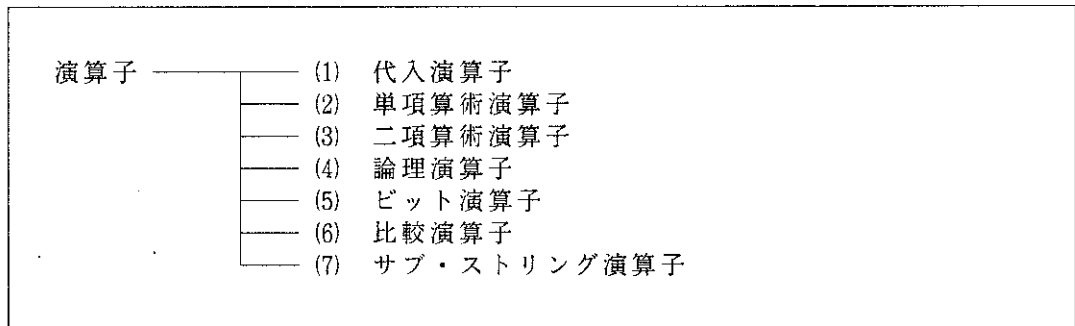 演算子 (1) 代入演算子
(2) 単項算術演算子
(3) 二項算術演算子
(4) 論理演算子
(5) ビット演算子
(6) 比較演算子
(7) サブ・ストリング演算子